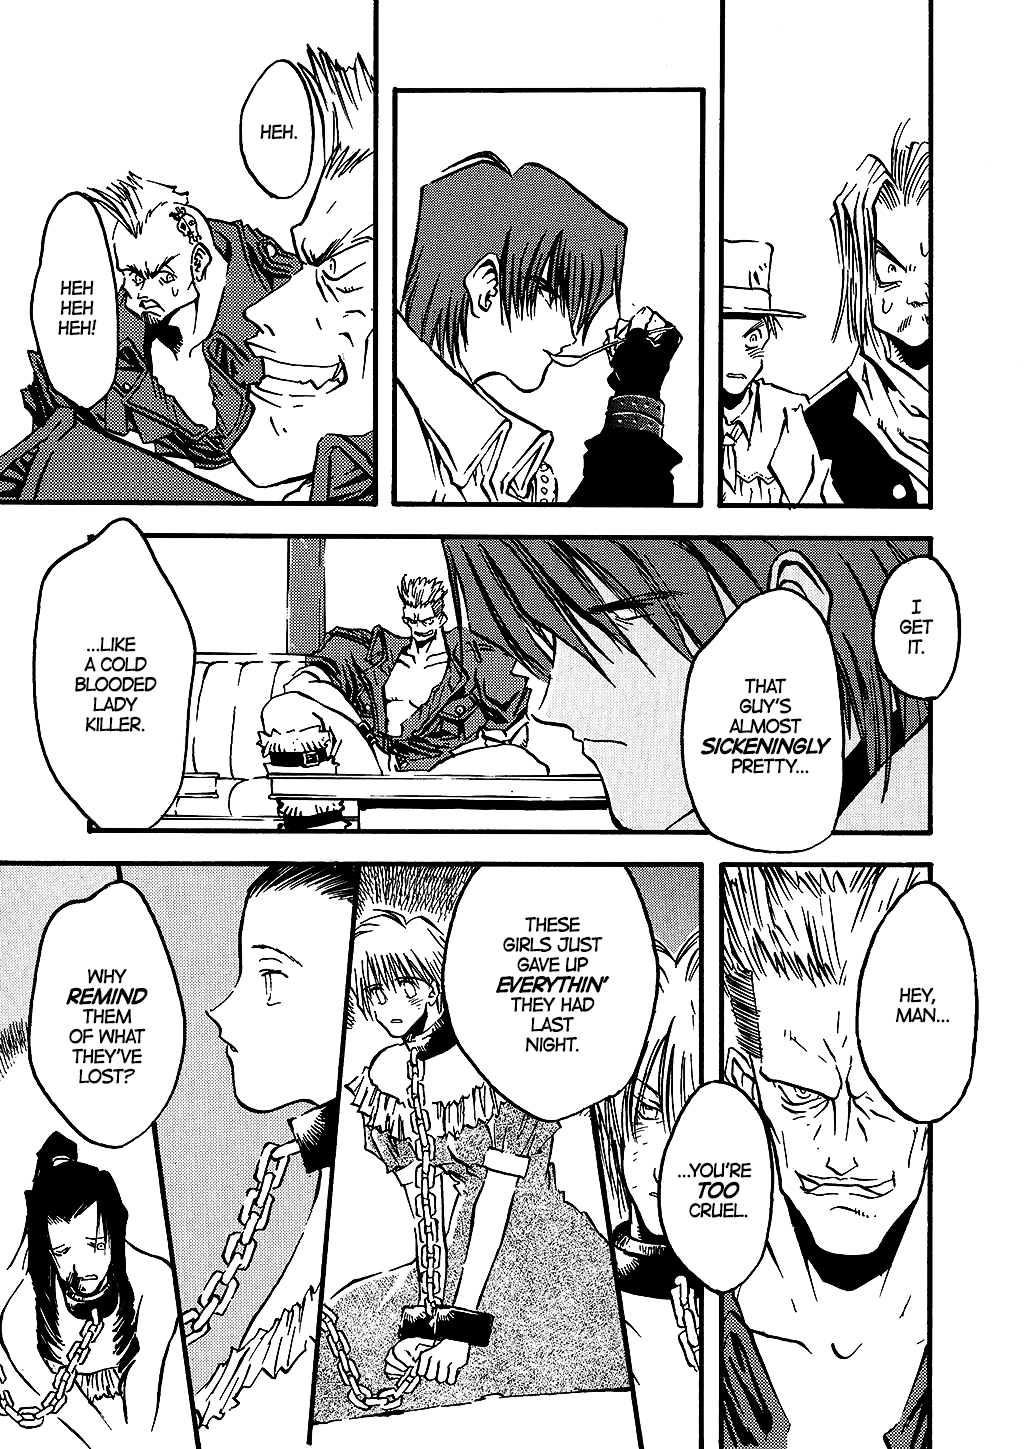 HEH.
HEH
HEH
HEH!
I
GET
IT.
THAT
GUY'S
ALMOST
SICKENINGLY
PRETTY...
...LIKE
A COLD
BLOODED
LADY
KILLER.
HEY,
MAN...
...YOU'RE
TOO
CRUEL.
THESE
GIRLS JUST
GAVE UP
EVERYTHIN'
THEY HAD
LAST
NIGHT.
WHY
REMIND
THEM
OF WHAT
THEY'VE
LOST?